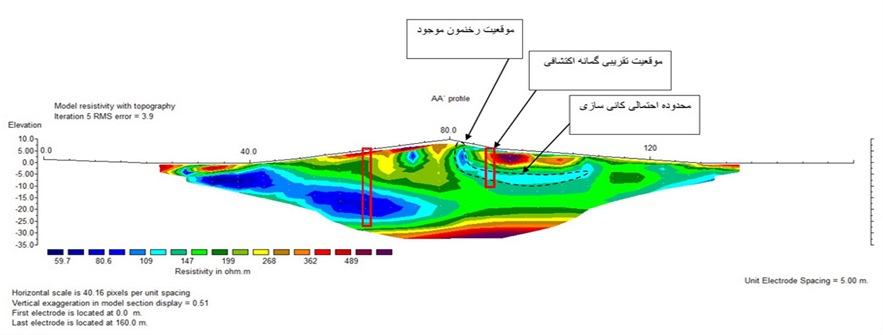 موقعیت رخنمون موجود
موقعیت تقریبی گمانه اکتشافی
محدوده احتمالی کانی سازی
AA` profile
Model resistivity with topography
Iteration 5 RMS error = 3.9
Elevation
0.0 40.0 80.0 120
10.0
5.00
0.0
-5.0
-10.0
-15.0
-20.0
-25.0
-30.0
-35.0
59.7 80.6 109 147 199 268 362 489
Resistivity in ohm.m
Unit Electrode Spacing = 5.00 m.
Horizontal scale is 40.16 pixels per unit spacing
Vertical exaggeration in model section display = 0.51
First electrode is located at 0.0 m.
Last electrode is located at 160.0 m.